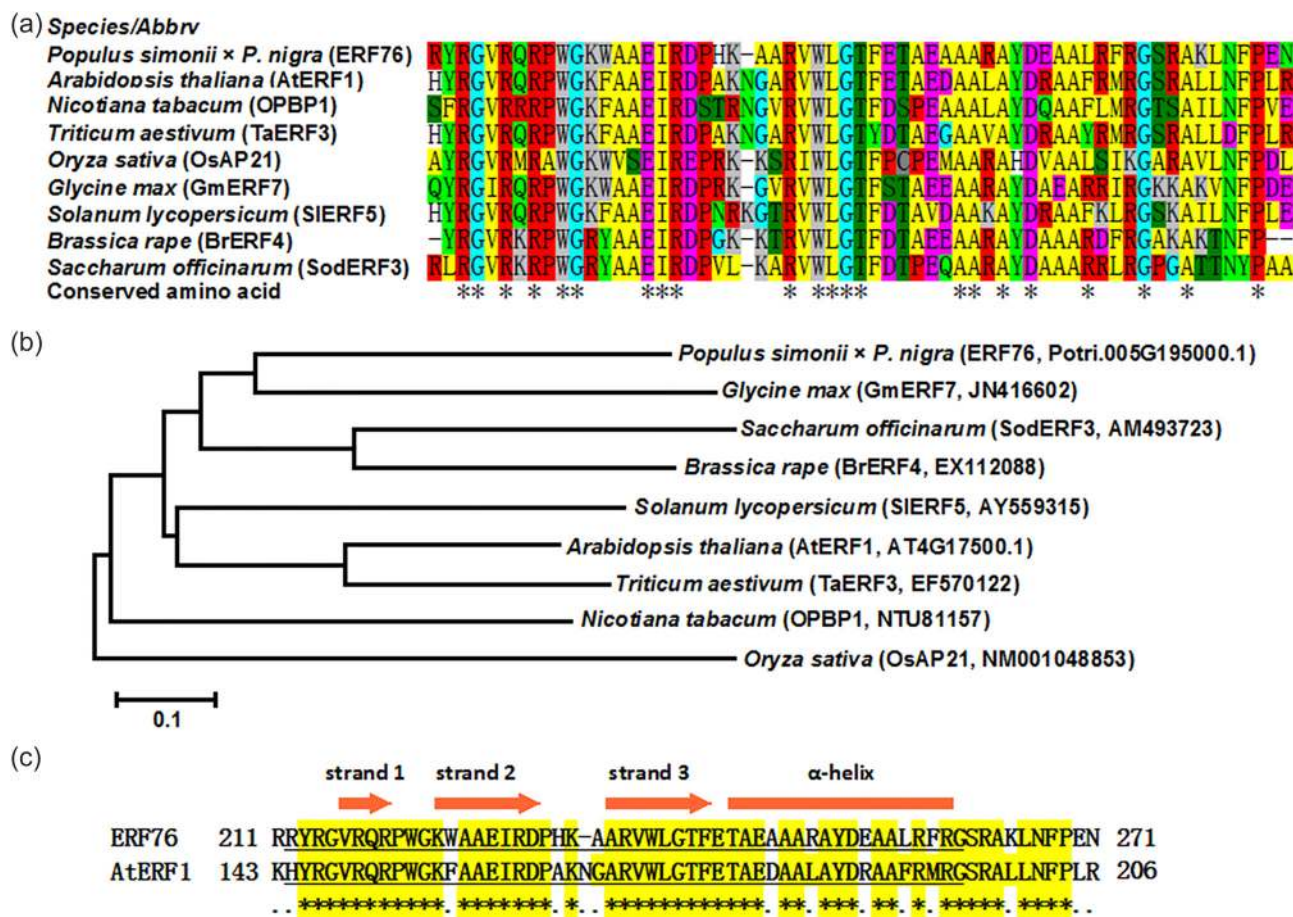 (a) Species/Abbrv
Populus simonii × P. nigra (ERF76) RYRGVRQRPWGKWAAEIRDPHK-AARVWLGTFETAEAAARAYDEAALRFRGSRAKLNFPEN
Arabidopsis thaliana (AtERF1) HYRGVRQRPWGKFAAEIRDPAKNGARVWLGTFETAEDAALAYDRAAFRMRGSRALLNFPLR
Nicotiana tabacum (OPBP1) SFRGVRRRPWGKFAAEIRDSTRNGARVWLGTFDSPEAAALAYDQAAFLMRGTSAILNFPVE
Triticum aestivum (TaERF3) HYRGVRQRPWGKFAAEIRDPAKNGARVWLGTYDTAEGAAVAYDRAAYRMRGSRALLDFPLR
Oryza sativa (OsAP21) AYRGVRMRAWGKWVSEIREPRK-KSRIWLGTFPCPEMAARAHDVAALSIKGARAVLNFPDL
Glycine max (GmERF7) QYRGIRQRPWGKFAAEIRDPRK-GVRVWLGTFSTAEEAARAYDAEARRIRGKKAKVNFPDE
Solanum lycopersicum (SlERF5) HYRGVRQRPWGKFAAEIRDPNRKGTRVWLGTFDTAVDAAKAYDRAAFKLRGSKAILNFPLE
Brassica rape (BrERF4) -YRGVRKRPWGRYAAEIRDPGK-KTRVWLGTFDTAEEAARAYDAAARDFRGAKAKTNFP--
Saccharum officinarum (SodERF3) RLRGVRKRPWGRYAAEIRDPVL-KARVWLGTFDTPEQAARAYDAAARRLRGPGATTNYPAA
Conserved amino acid ** * * ** *** * **** ** * * * * * *
(b)
Populus simonii × P. nigra (ERF76, Potri.005G195000.1)
Glycine max (GmERF7, JN416602)
Saccharum officinarum (SodERF3, AM493723)
Brassica rape (BrERF4, EX112088)
Solanum lycopersicum (SlERF5, AY559315)
Arabidopsis thaliana (AtERF1, AT4G17500.1)
Triticum aestivum (TaERF3, EF570122)
Nicotiana tabacum (OPBP1, NTU81157)
Oryza sativa (OsAP21, NM001048853)
0.1
(c)
strand 1 strand 2 strand 3 α-helix
ERF76 211 RRYRGVRQRPWGKWAAEIRDPHK-AARVWLGTFETAEAAARAYDEAALRFRGSRAKLNFPEN 271
AtERF1 143 KHYRGVRQRPWGKFAAEIRDPAKNGARVWLGTFETAEDAALAYDRAAFRMRGSRALLNFPLR 206
..***********.*******.* .************.**.***.**.*.*****.****..